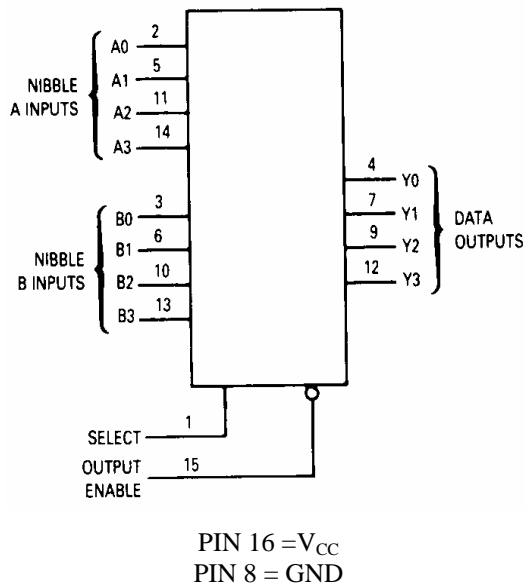 NIBBLE
A INPUTS
A0 2
A1 5
A2 11
A3 14
NIBBLE
B INPUTS
B0 3
B1 6
B2 10
B3 13
4 Y0
7 Y1
9 Y2
12 Y3
DATA
OUTPUTS
SELECT 1
OUTPUT
ENABLE
15
PIN 16 =VCC
PIN 8 = GND